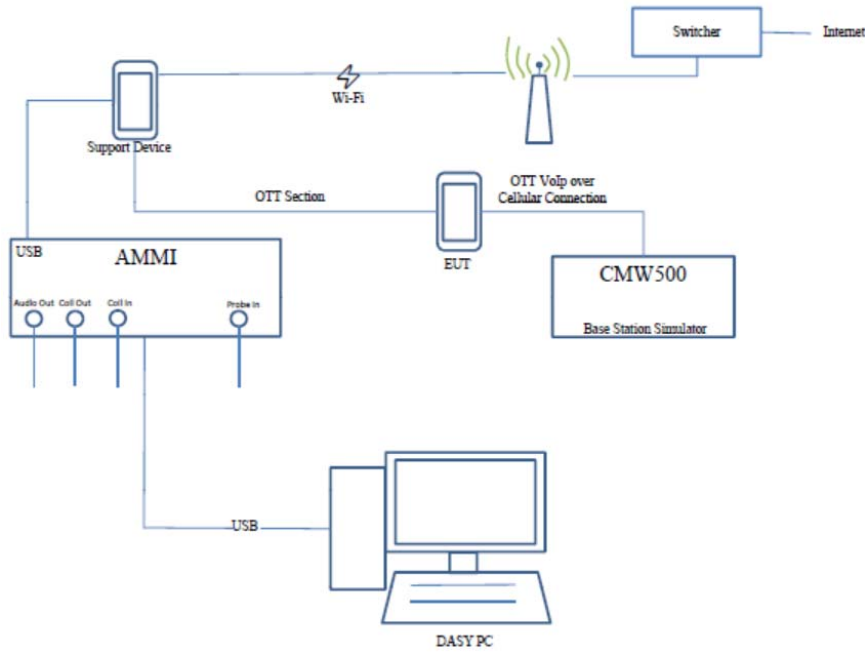 Switcher
Internet
Wi-Fi
Support Device
OTT Section
OTT VoIp over
Cellular Connection
EUT
USB
AMMI
Audio Out
Coil Out
Coil In
Probe In
CMW500
Base Station Simulator
USB
DASY PC